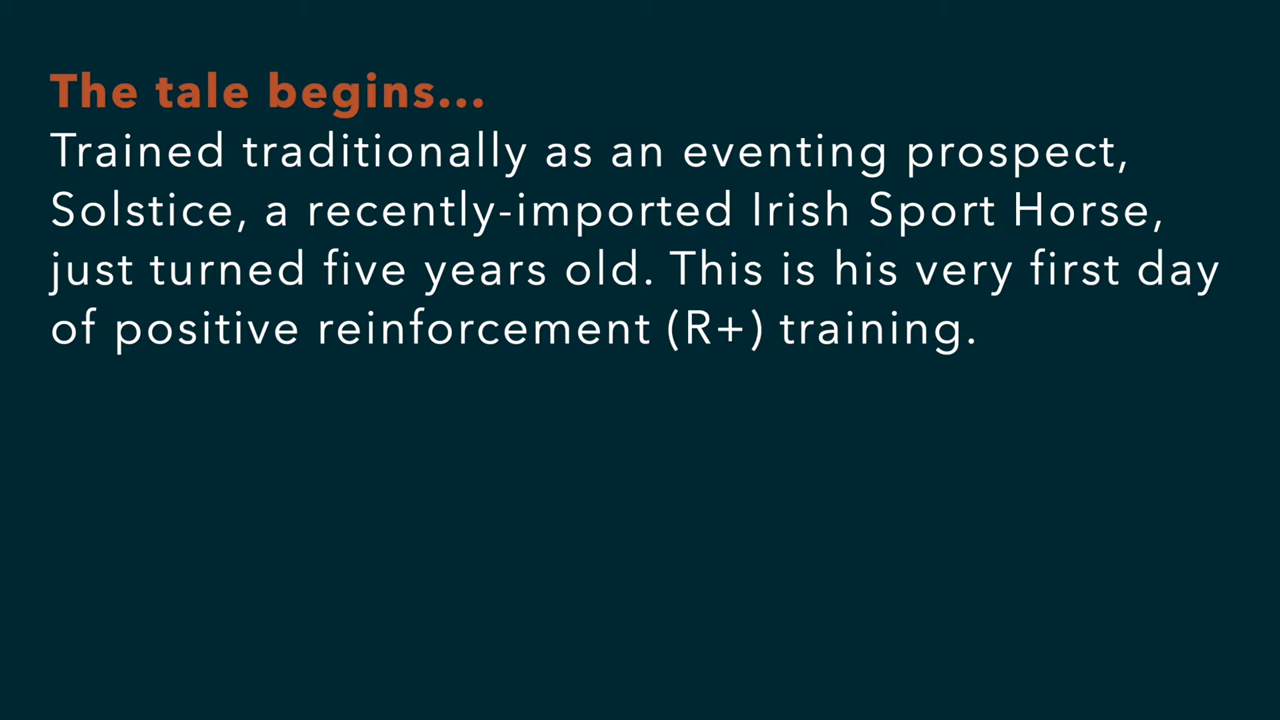 The tale begins...
Trained traditionally as an eventing prospect,
Solstice, a recently-imported Irish Sport Horse,
just turned five years old. This is his very first day
of positive reinforcement (R+) training.